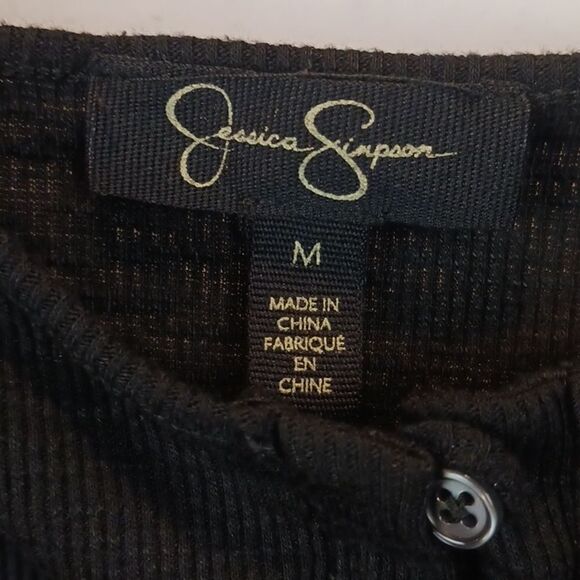 Jessica Simpson
M
MADE IN
CHINA
FABRIQUÉ
EN
CHINE